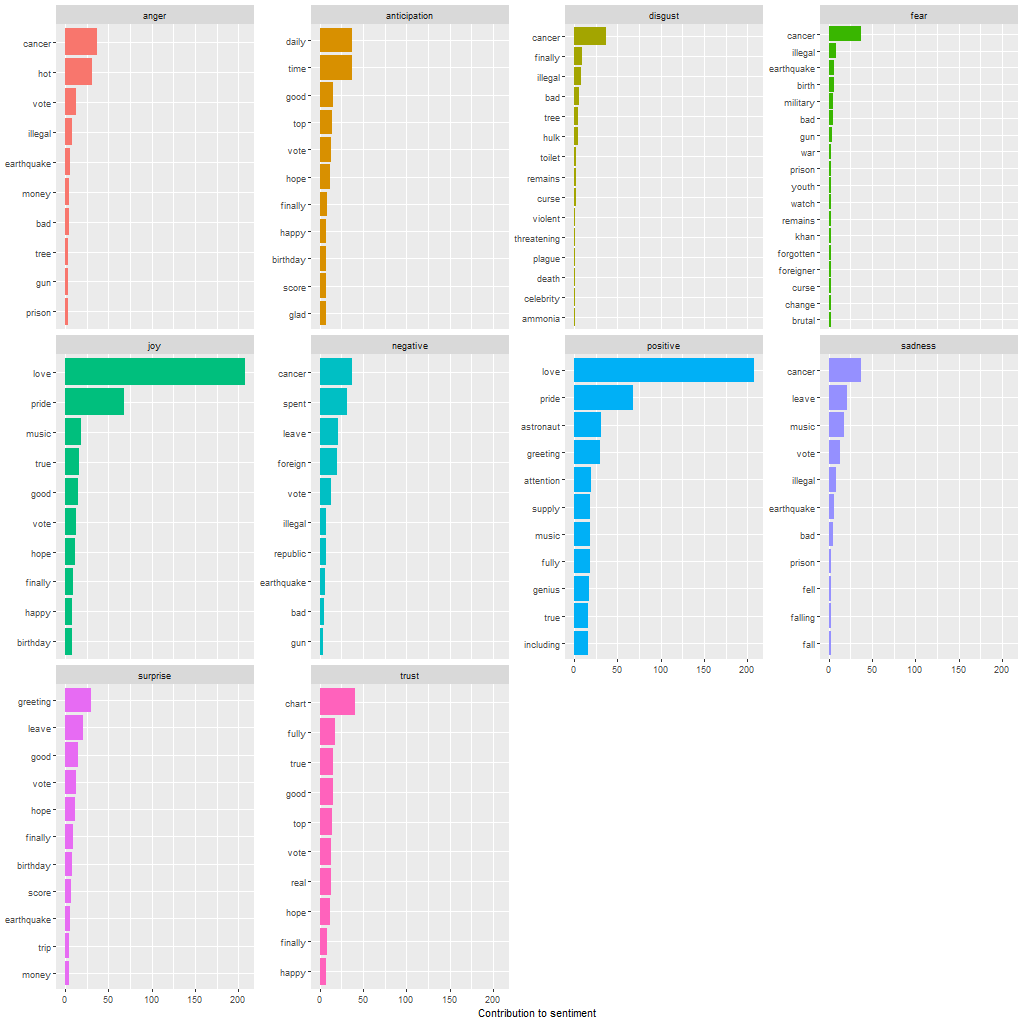 anger
cancer
hot
vote
illegal
earthquake
money
bad
tree
gun
prison
anticipation
daily
time
good
top
vote
hope
finally
happy
birthday
score
glad
disgust
cancer
finally
illegal
bad
tree
hulk
toilet
remains
curse
violent
threatening
plague
death
celebrity
ammonia
fear
cancer
illegal
earthquake
birth
military
bad
gun
war
prison
youth
watch
remains
khan
forgotten
foreigner
curse
change
brutal
joy
love
pride
music
true
good
vote
hope
finally
happy
birthday
negative
cancer
spent
leave
foreign
vote
illegal
republic
earthquake
bad
gun
positive
love
pride
astronaut
greeting
attention
supply
music
fully
genius
true
including
0 50 100 150 200
sadness
cancer
leave
music
vote
illegal
earthquake
bad
prison
fell
falling
fall
0 50 100 150 200
surprise
greeting
leave
good
vote
hope
finally
birthday
score
earthquake
trip
money
0 50 100 150 200
trust
chart
fully
true
good
top
vote
real
hope
finally
happy
0 50 100 150 200
Contribution to sentiment